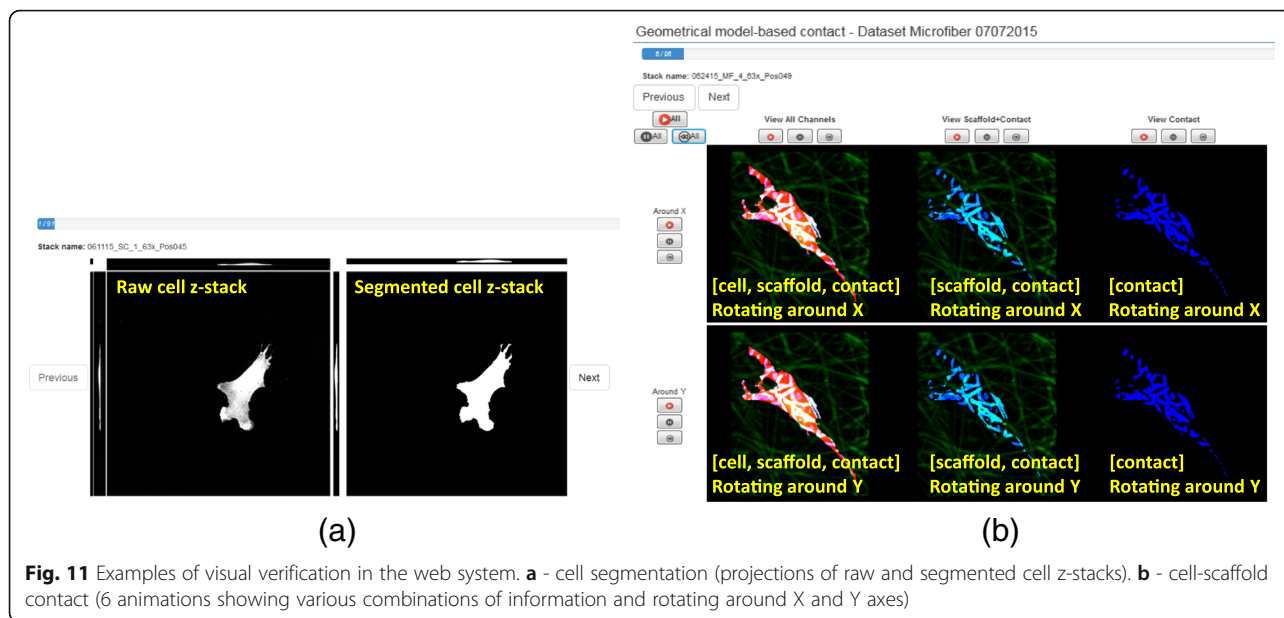 Geometrical model-based contact - Dataset Microfiber 07072015
6/96
Stack name: 062415_MF_4_63x_Pos049
Previous Next
All
All All
View All Channels View Scaffold+Contact View Contact
Around X
[cell, scaffold, contact] [scaffold, contact] [contact]
Rotating around X Rotating around X Rotating around X
Around Y
[cell, scaffold, contact] [scaffold, contact] [contact]
Rotating around Y Rotating around Y Rotating around Y
1/91
Stack name: 061115_SC_1_63x_Pos045
Raw cell z-stack Segmented cell z-stack
Previous Next
(a) (b)
Fig. 11 Examples of visual verification in the web system. a - cell segmentation (projections of raw and segmented cell z-stacks). b - cell-scaffold
contact (6 animations showing various combinations of information and rotating around X and Y axes)